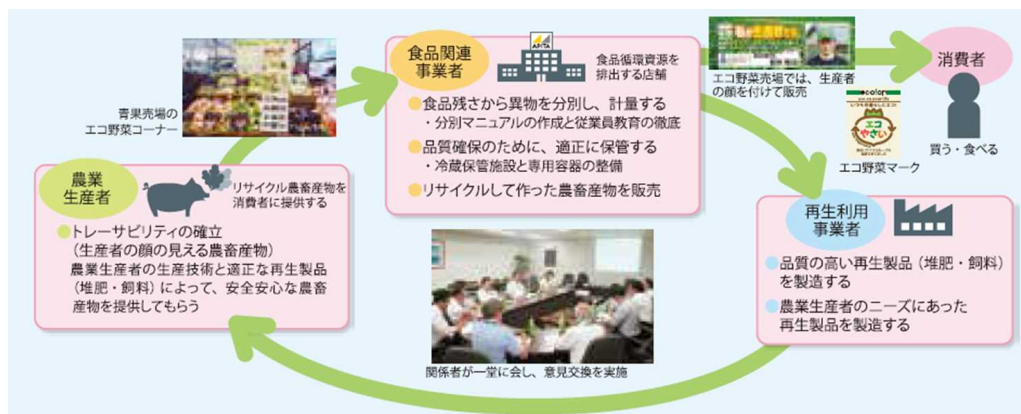 青果売場の
エコ野菜コーナー
農業
生産者
リサイクル農畜産物を
消費者に提供する
●トレーサビリティの確立
(生産者の顔の見える農畜産物)
農業生産者の生産技術と適正な再生製品
(堆肥・飼料)によって、安全安心な農畜
産物を提供してもらう
食品関連
事業者
APITA
食品循環資源を
排出する店舗
●食品残さから異物を分別し、計量する
・分別マニュアルの作成と従業員教育の徹底
●品質確保のために、適正に保管する
・冷蔵保管施設と専用容器の整備
●リサイクルして作った農畜産物を販売
エコ野菜売場では、生産者
の顔を付けて販売
消費者
買う・食べる
ecolor
エコ
やさい
エコ野菜マーク
再生利用
事業者
●品質の高い再生製品(堆肥・飼料)
を製造する
●農業生産者のニーズにあった
再生製品を製造する
関係者が一堂に会し、意見交換を実施